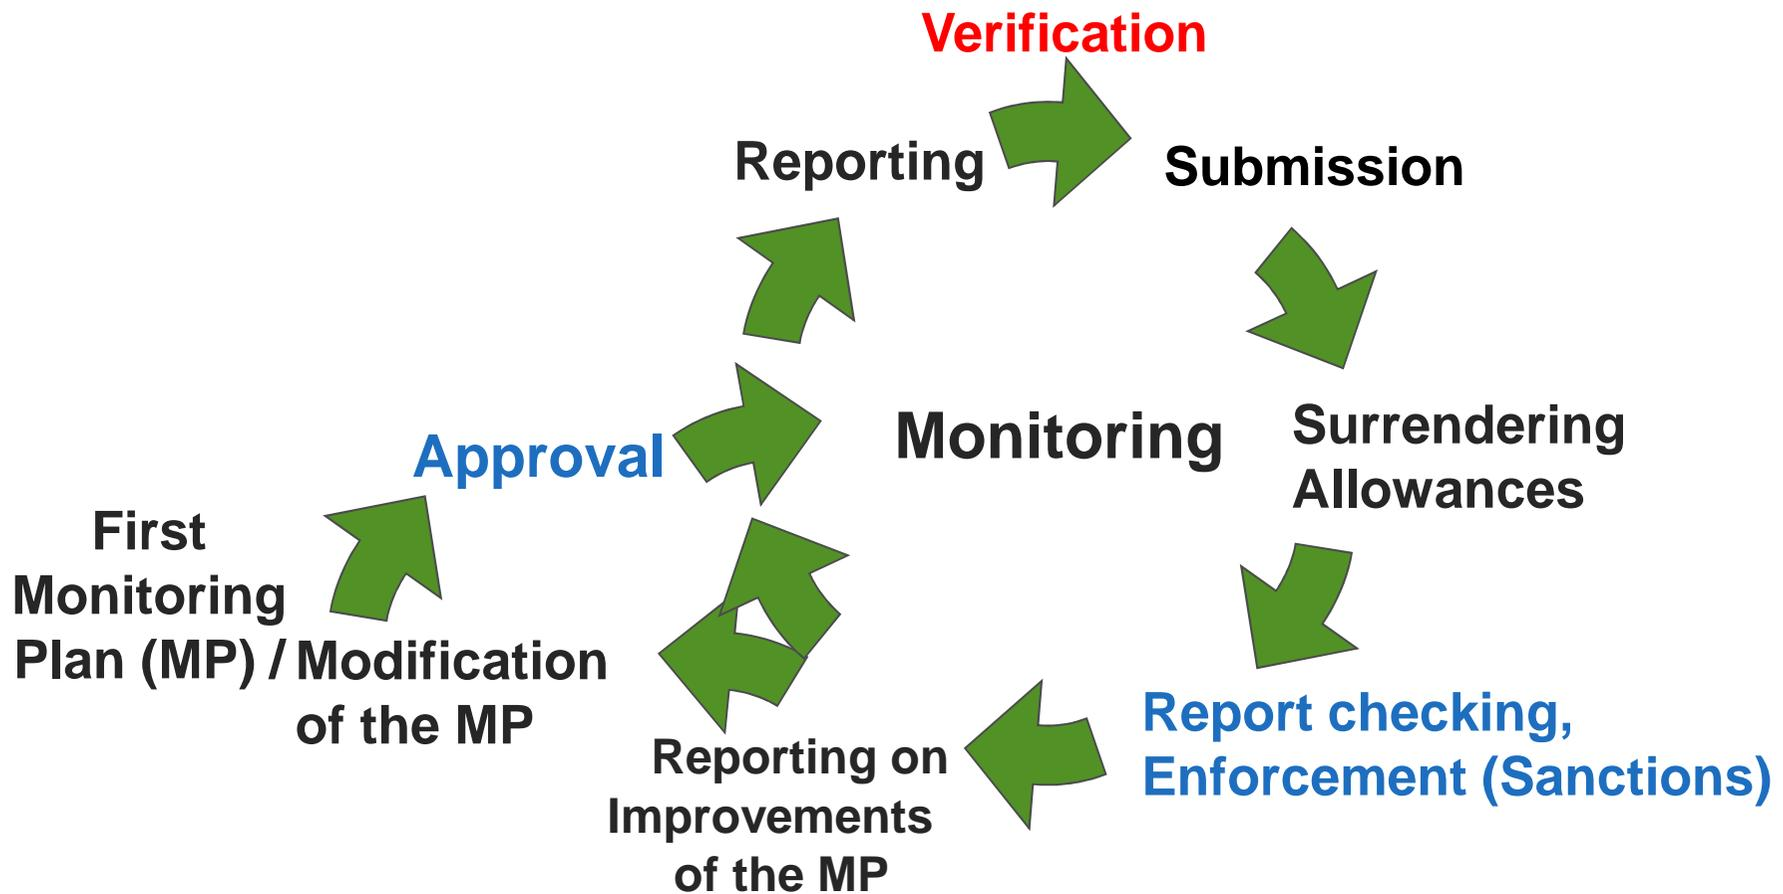 Verification
Reporting
Submission
Approval
Monitoring
Surrendering
Allowances
First
Monitoring
Plan (MP) / Modification
of the MP
Report checking,
Enforcement (Sanctions)
Reporting on
Improvements
of the MP